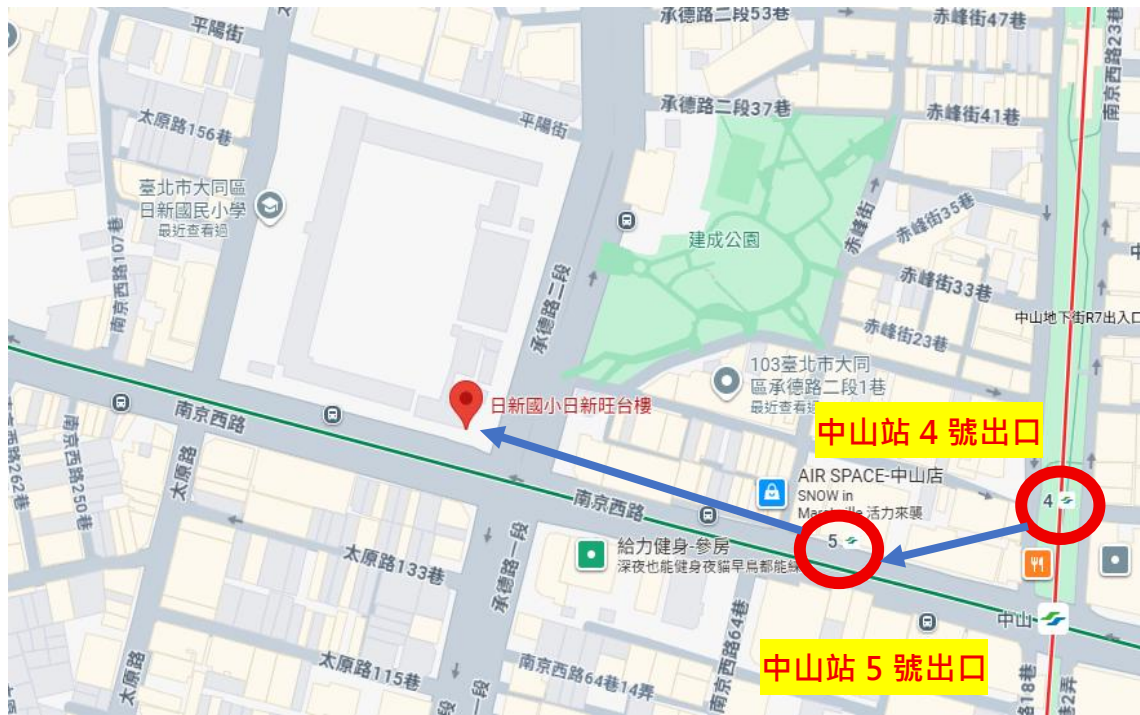 平陽街
承德路二段53巷
赤峰街47巷
南京西路23巷
承德路二段37巷
赤峰街41巷
太原路156巷
平陽街
臺北市大同區
日新國民小學
最近查看過
建成公園
赤峰街
赤峰街35巷
赤峰街33巷
南京西路107巷
承德路二段
中山地下街R7出入口
赤峰街23巷
103臺北市大同
區承德路二段1巷
最近查看
日新國小日新旺台樓
南京西路
中山站 4 號出口
南京西路262巷
南京西路250巷
太原路
AIR SPACE-中山店
SNOW in
活力來襲
4
南京西路
5
給力健身-參房
深夜也能健身夜貓早鳥都能
太原路133巷
承德路一段
中山
南京西路64巷
中山站 5 號出口
太原路
太原路115巷
南京西路64巷14弄
段
路18巷
巷2弄